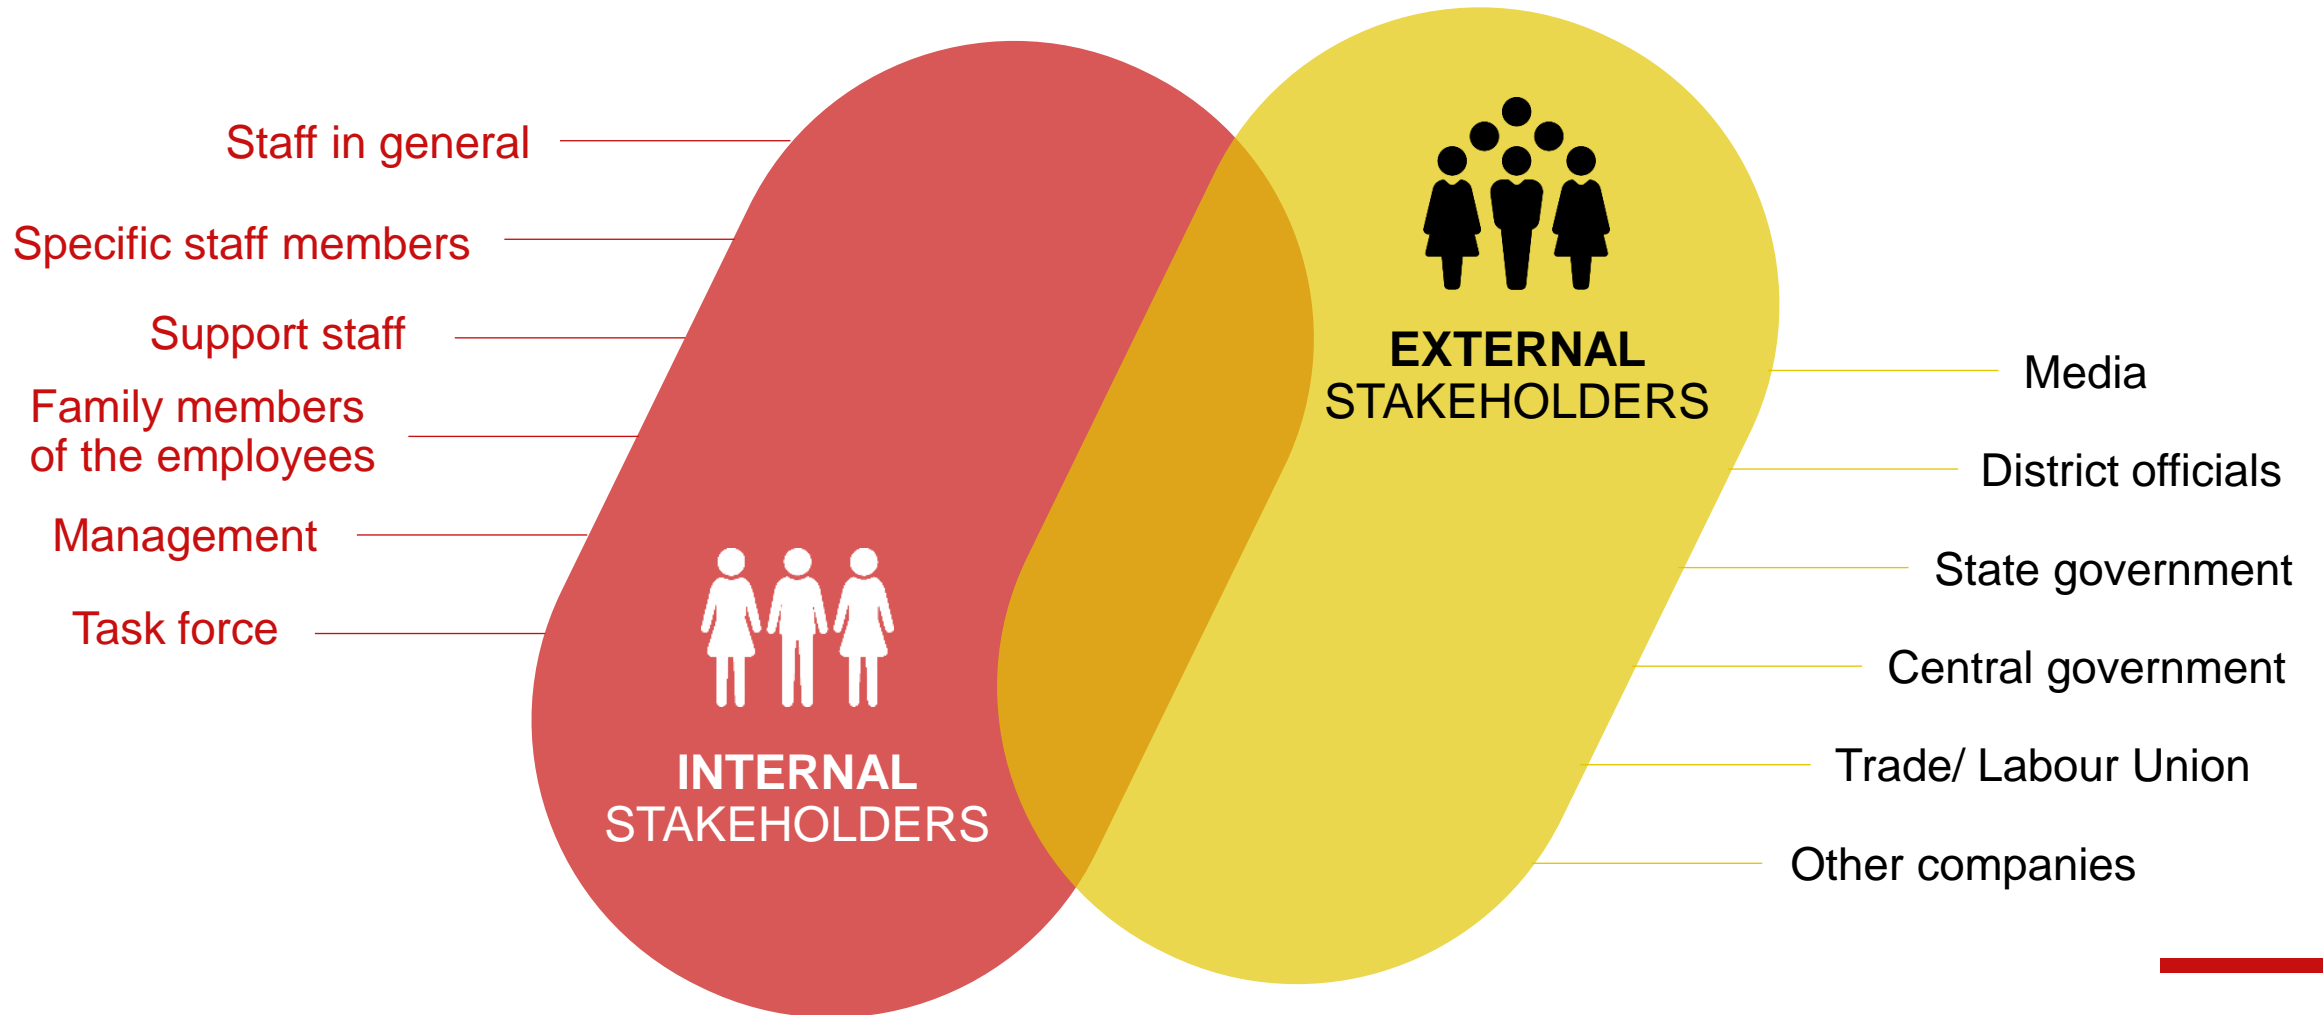 Staff in general
Specific staff members
Support staff
Family members
of the employees
Management
Task force
INTERNAL
STAKEHOLDERS
EXTERNAL
STAKEHOLDERS
Media
District officials
State government
Central government
Trade/ Labour Union
Other companies